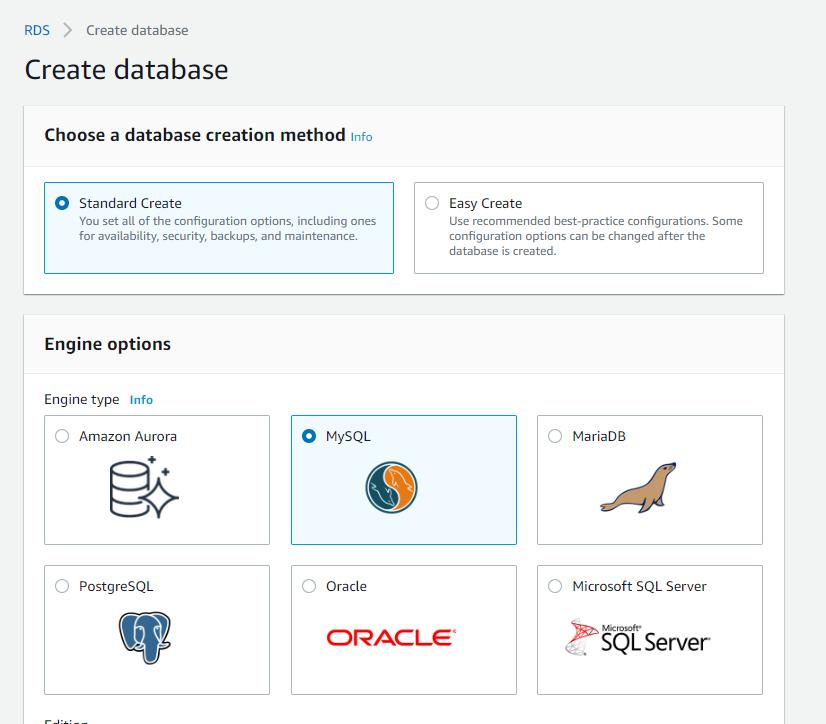 RDS > Create database
Create database
Choose a database creation method Info
Standard Create
You set all of the configuration options, including ones
for availability, security, backups, and maintenance.
Easy Create
Use recommended best-practice configurations. Some
configuration options can be changed after the
database is created.
Engine options
Engine type Info
Amazon Aurora
MySQL
MariaDB
PostgreSQL
Oracle
ORACLE®
Microsoft SQL Server
Microsoft®
SQL Server®
Edition